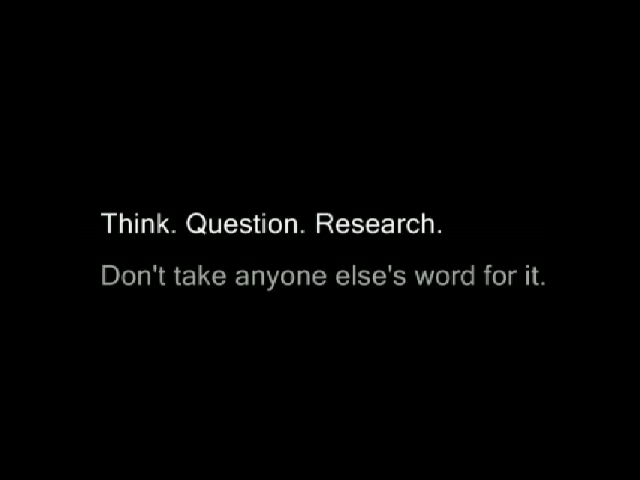 Think. Question. Research.
Don't take anyone else's word for it.